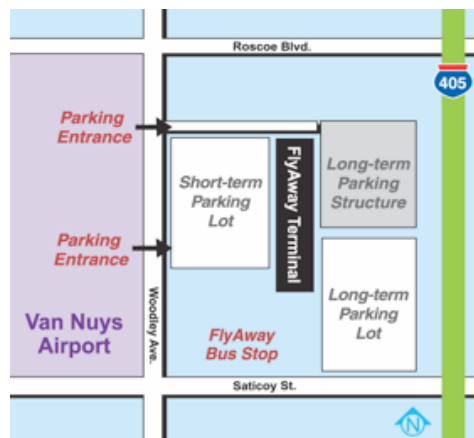 Roscoe Blvd.
405
Parking
Entrance
FlyAway Terminal
Long-term
Parking
Structure
Short-term
Parking
Lot
Parking
Entrance
Woodley Ave.
Long-term
Parking
Lot
Van Nuys
Airport
FlyAway
Bus Stop
Saticoy St.
N